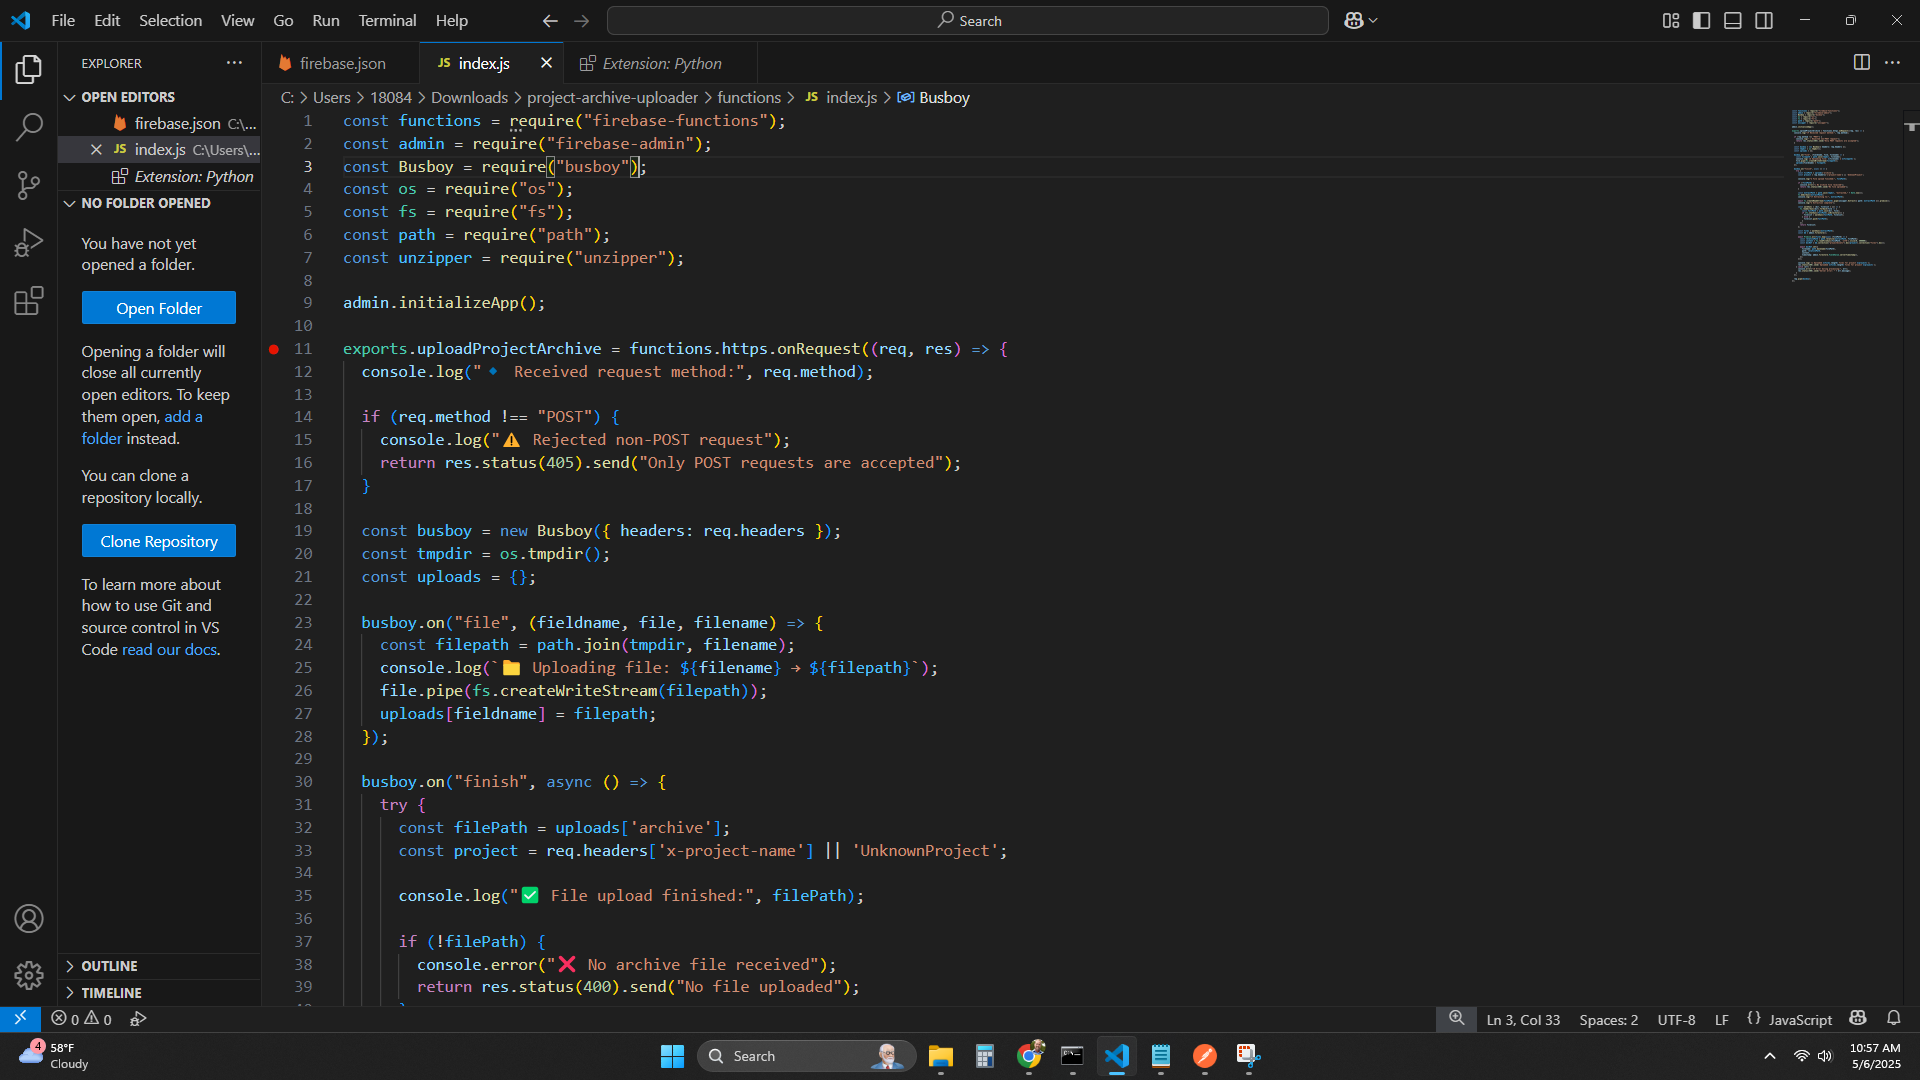 File Edit Selection View Go Run Terminal Help
Search
EXPLORER
firebase.json
JS index.js
Extension: Python
OPEN EDITORS
firebase.json C:\...
JS index.js C:\Users\...
Extension: Python
NO FOLDER OPENED
You have not yet
opened a folder.
Open Folder
Opening a folder will
close all currently
open editors. To keep
them open, add a
folder instead.
You can clone a
repository locally.
Clone Repository
To learn more about
how to use Git and
source control in VS
Code read our docs.
OUTLINE
TIMELINE
C: > Users > 18084 > Downloads > project-archive-uploader > functions > JS index.js > Busboy
1 const functions = require("firebase-functions");
2 const admin = require("firebase-admin");
3 const Busboy = require("busboy");
4 const os = require("os");
5 const fs = require("fs");
6 const path = require("path");
7 const unzipper = require("unzipper");
8
9 admin.initializeApp();
10
11 exports.uploadProjectArchive = functions.https.onRequest((req, res) => {
12 console.log("🔹 Received request method:", req.method);
13
14 if (req.method !== "POST") {
15 console.log("⚠️ Rejected non-POST request");
16 return res.status(405).send("Only POST requests are accepted");
17 }
18
19 const busboy = new Busboy({ headers: req.headers });
20 const tmpdir = os.tmpdir();
21 const uploads = {};
22
23 busboy.on("file", (fieldname, file, filename) => {
24 const filepath = path.join(tmpdir, filename);
25 console.log(`📁 Uploading file: ${filename} → ${filepath}`);
26 file.pipe(fs.createWriteStream(filepath));
27 uploads[fieldname] = filepath;
28 });
29
30 busboy.on("finish", async () => {
31 try {
32 const filePath = uploads['archive'];
33 const project = req.headers['x-project-name'] || 'UnknownProject';
34
35 console.log("✅ File upload finished:", filePath);
36
37 if (!filePath) {
38 console.error("❌ No archive file received");
39 return res.status(400).send("No file uploaded");
0 0
Ln 3, Col 33 Spaces: 2 UTF-8 LF {} JavaScript
4
58°F
Cloudy
Search
10:57 AM
5/6/2025